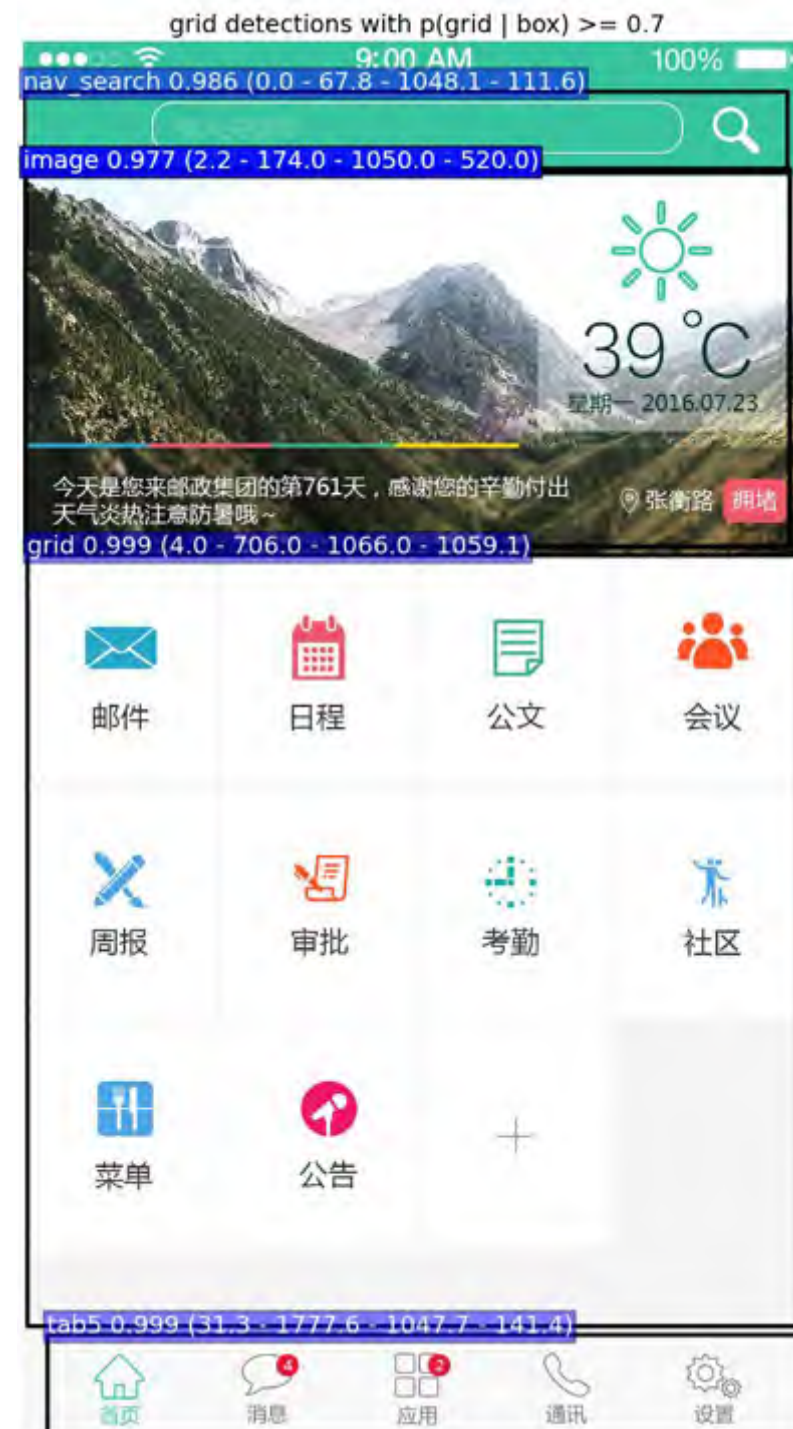 grid detections with p(grid | box) >= 0.7
9:00 AM
100%
nav_search 0.986 (0.0 - 67.8 - 1048.1 - 111.6)
image 0.977 (2.2 - 174.0 - 1050.0 - 520.0)
39°C
星期一 2016.07.23
今天是您来邮政集团的第761天，感谢您的辛勤付出
天气炎热注意防暑哦~
张衡路 拥堵
grid 0.999 (4.0 - 706.0 - 1066.0 - 1059.1)
邮件 日程 公文 会议
周报 审批 考勤 社区
菜单 公告
tab5 0.999 (31.3 - 1777.6 - 1047.7 - 141.4)
4 2
首页 消息 应用 通讯 设置